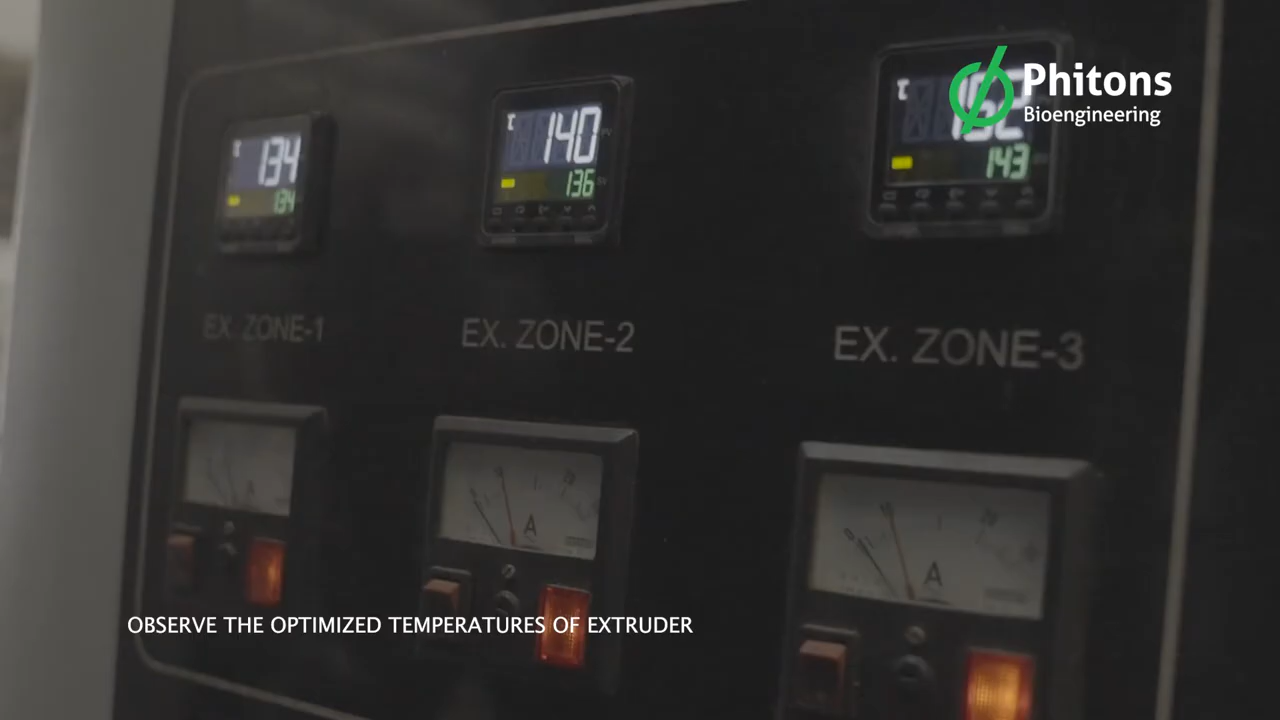 Phitons
Bioengineering
134
134
140
136
143
EX. ZONE-1
EX. ZONE-2
EX. ZONE-3
A
A
A
OBSERVE THE OPTIMIZED TEMPERATURES OF EXTRUDER